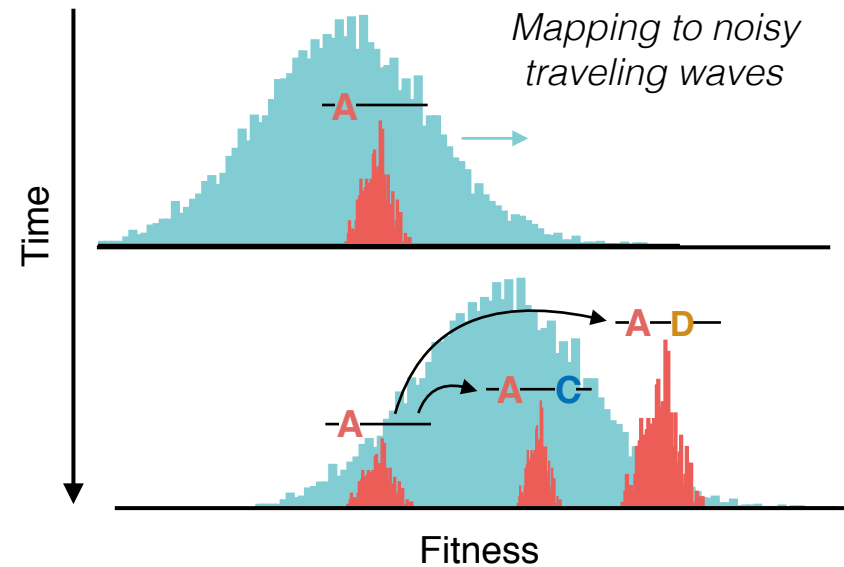 Mapping to noisy
traveling waves
A
Time
A D
A C
A
Fitness